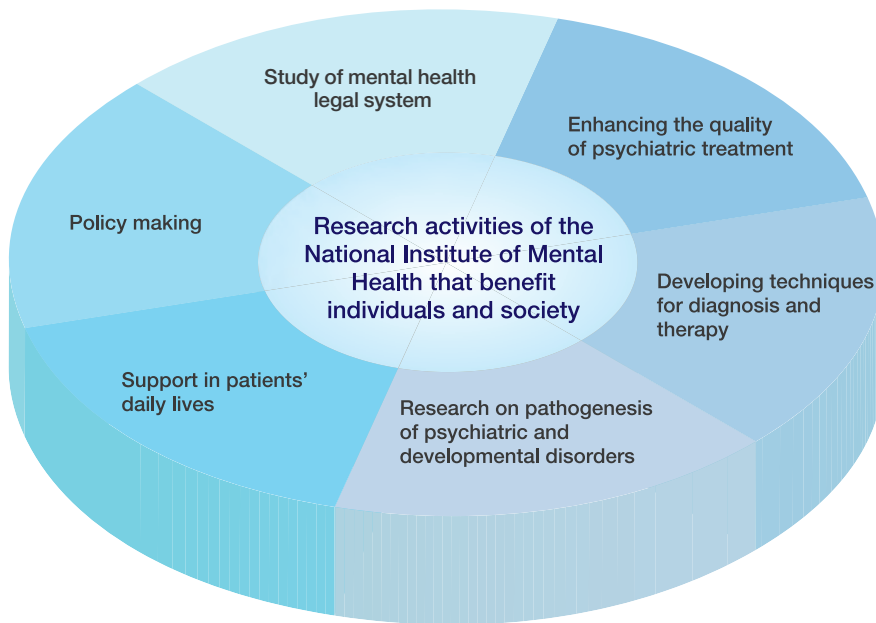 Study of mental health
legal system
Enhancing the quality
of psychiatric treatment
Policy making
Research activities of the
National Institute of Mental
Health that benefit
individuals and society
Developing techniques
for diagnosis and
therapy
Support in patients’
daily lives
Research on pathogenesis
of psychiatric and
developmental disorders